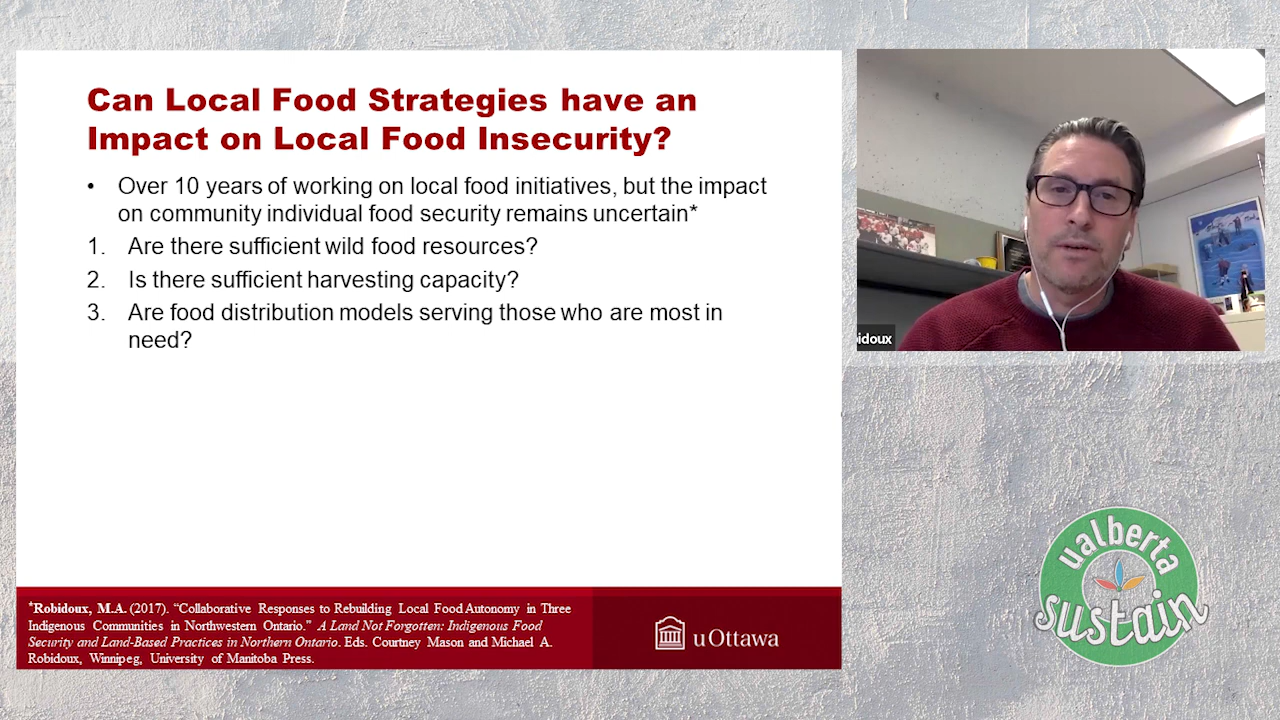 Can Local Food Strategies have an
Impact on Local Food Insecurity?
• Over 10 years of working on local food initiatives, but the impact
on community individual food security remains uncertain*
1. Are there sufficient wild food resources?
2. Is there sufficient harvesting capacity?
3. Are food distribution models serving those who are most in
need?
*Robidoux, M.A. (2017). “Collaborative Responses to Rebuilding Local Food Autonomy in Three
Indigenous Communities in Northwestern Ontario.” A Land Not Forgotten: Indigenous Food
Security and Land-Based Practices in Northern Ontario. Eds. Courtney Mason and Michael A.
Robidoux, Winnipeg, University of Manitoba Press.
uOttawa
idoux
ualberta
sustain